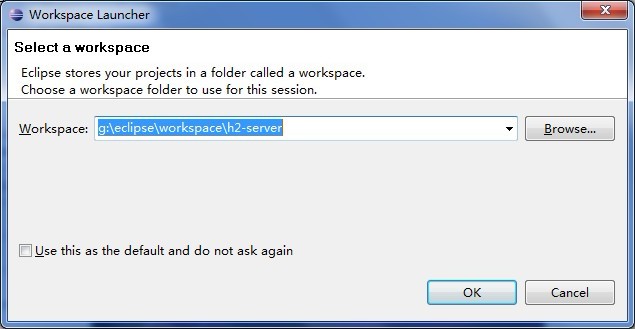 Workspace Launcher
Select a workspace
Eclipse stores your projects in a folder called a workspace.
Choose a workspace folder to use for this session.
Workspace: g:\eclipse\workspace\h2-server Browse...
Use this as the default and do not ask again
OK Cancel